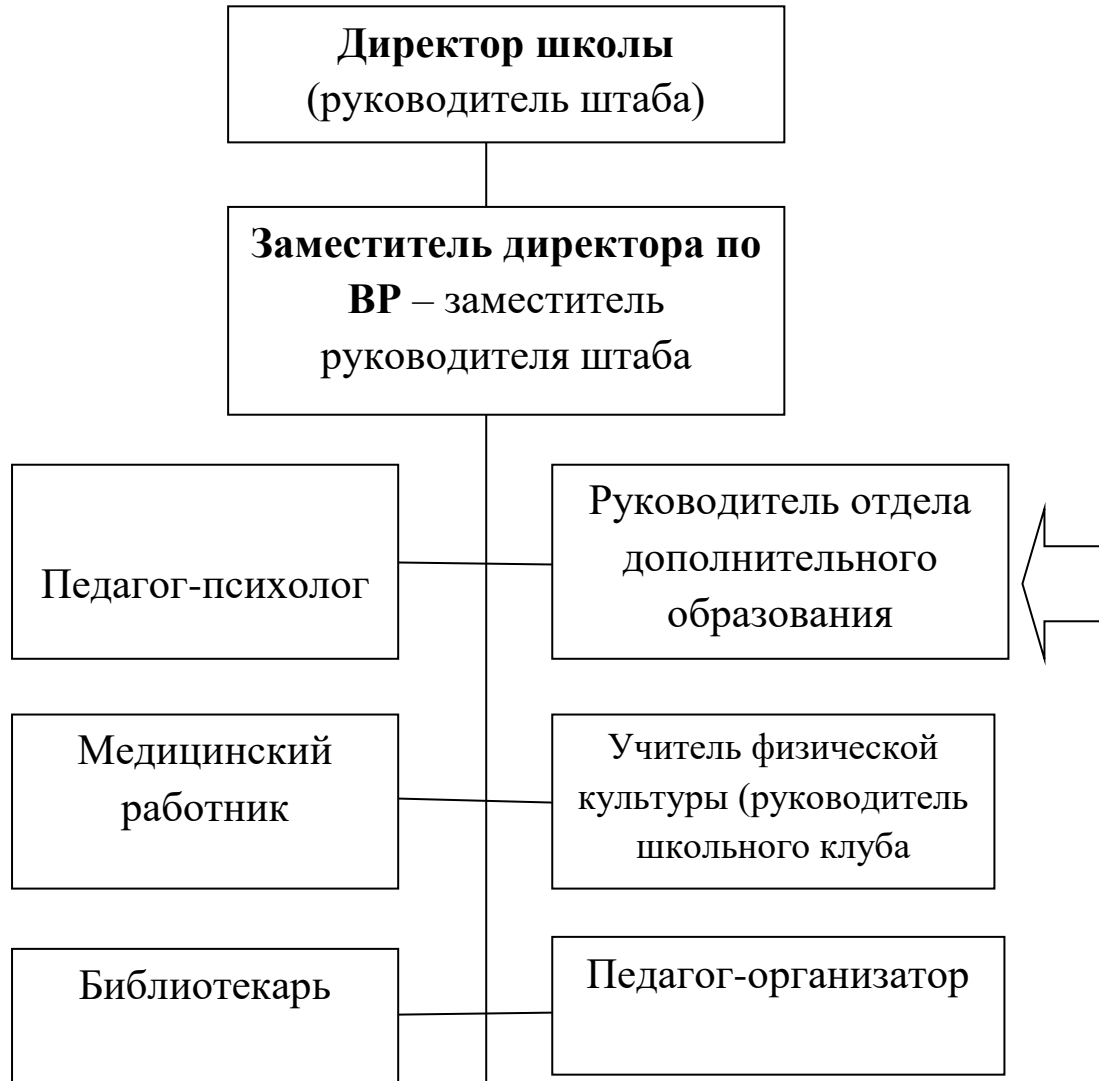 Директор школы
(руководитель штаба)
Заместитель директора по
ВР – заместитель
руководителя штаба
Педагог-психолог
Руководитель отдела
дополнительного
образования
Медицинский
работник
Учитель физической
культуры (руководитель
школьного клуба
Библиотекарь
Педагог-организатор